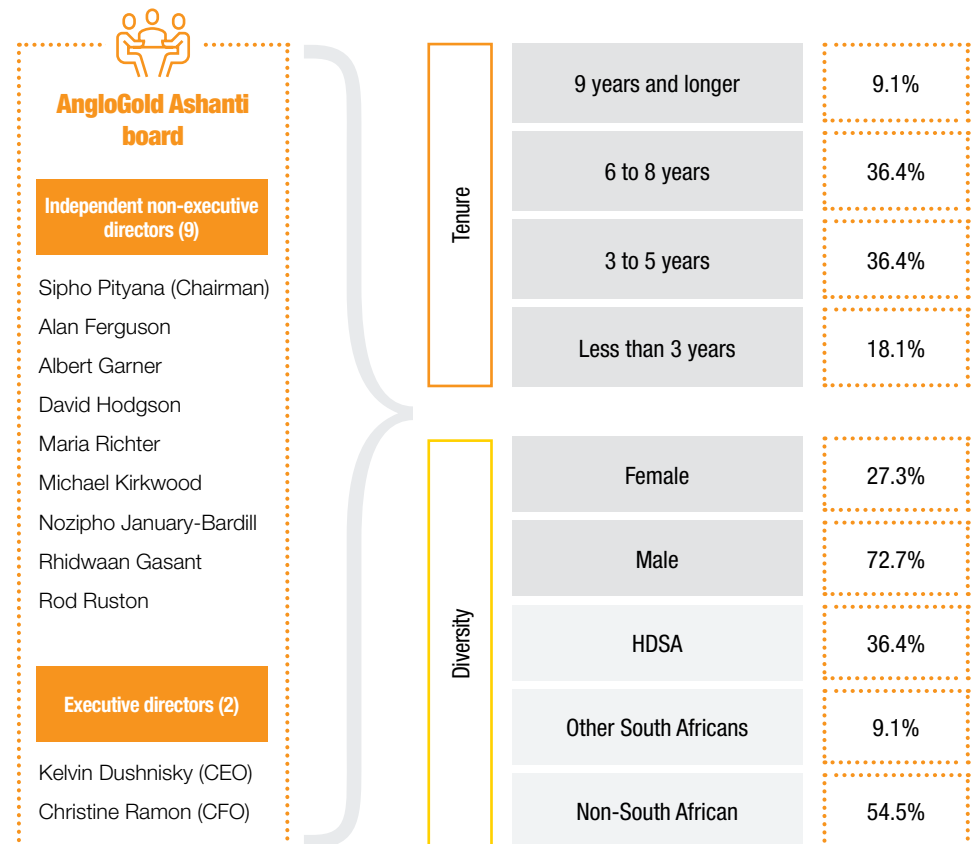 AngloGold Ashanti
board
Independent non-executive
directors (9)
Sipho Pityana (Chairman)
Alan Ferguson
Albert Garner
David Hodgson
Maria Richter
Michael Kirkwood
Nozipho January-Bardill
Rhidwaan Gasant
Rod Ruston
Executive directors (2)
Kelvin Dushnisky (CEO)
Christine Ramon (CFO)
Tenure
9 years and longer 9.1%
6 to 8 years 36.4%
3 to 5 years 36.4%
Less than 3 years 18.1%
Diversity
Female 27.3%
Male 72.7%
HDSA 36.4%
Other South Africans 9.1%
Non-South African 54.5%